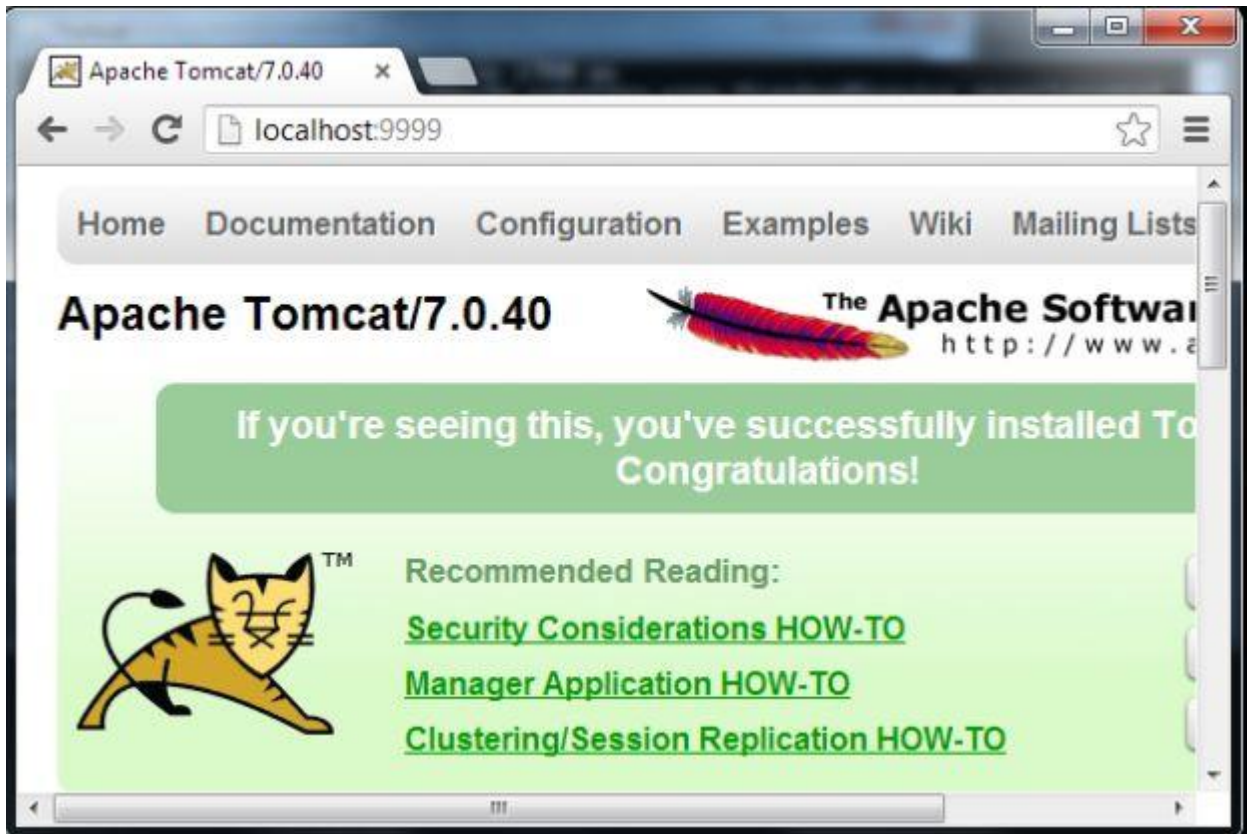 Apache Tomcat/7.0.40
localhost:9999
Home Documentation Configuration Examples Wiki Mailing Lists
Apache Tomcat/7.0.40
The Apache Softwar
http://www.a
If you're seeing this, you've successfully installed To
Congratulations!
TM
Recommended Reading:
Security Considerations HOW-TO
Manager Application HOW-TO
Clustering/Session Replication HOW-TO